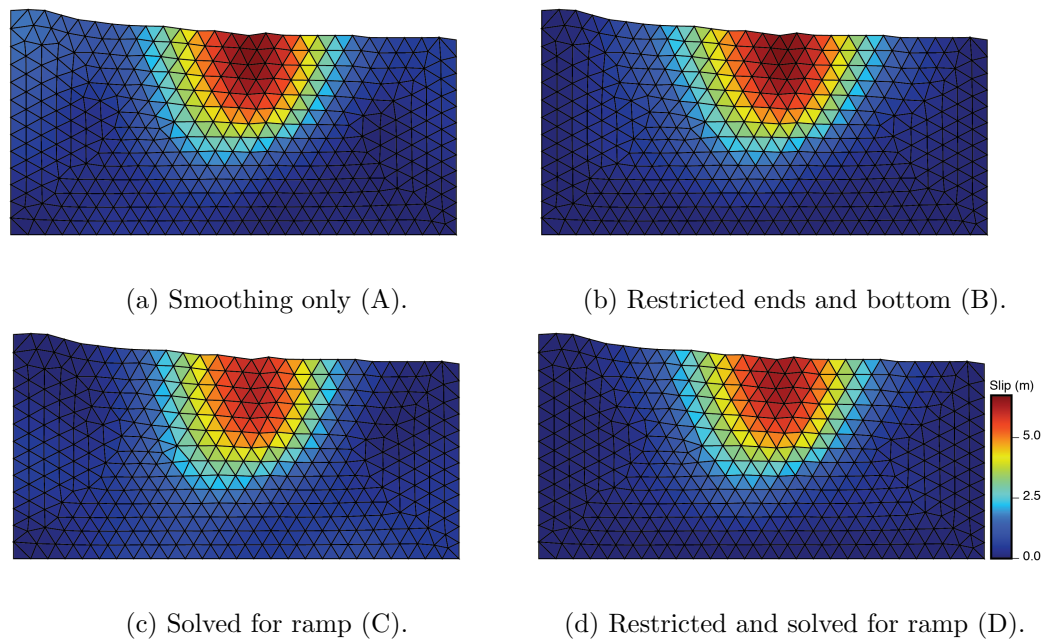 (a) Smoothing only (A).
(b) Restricted ends and bottom (B).
Slip (m)
5.0
2.5
0.0
(c) Solved for ramp (C).
(d) Restricted and solved for ramp (D).